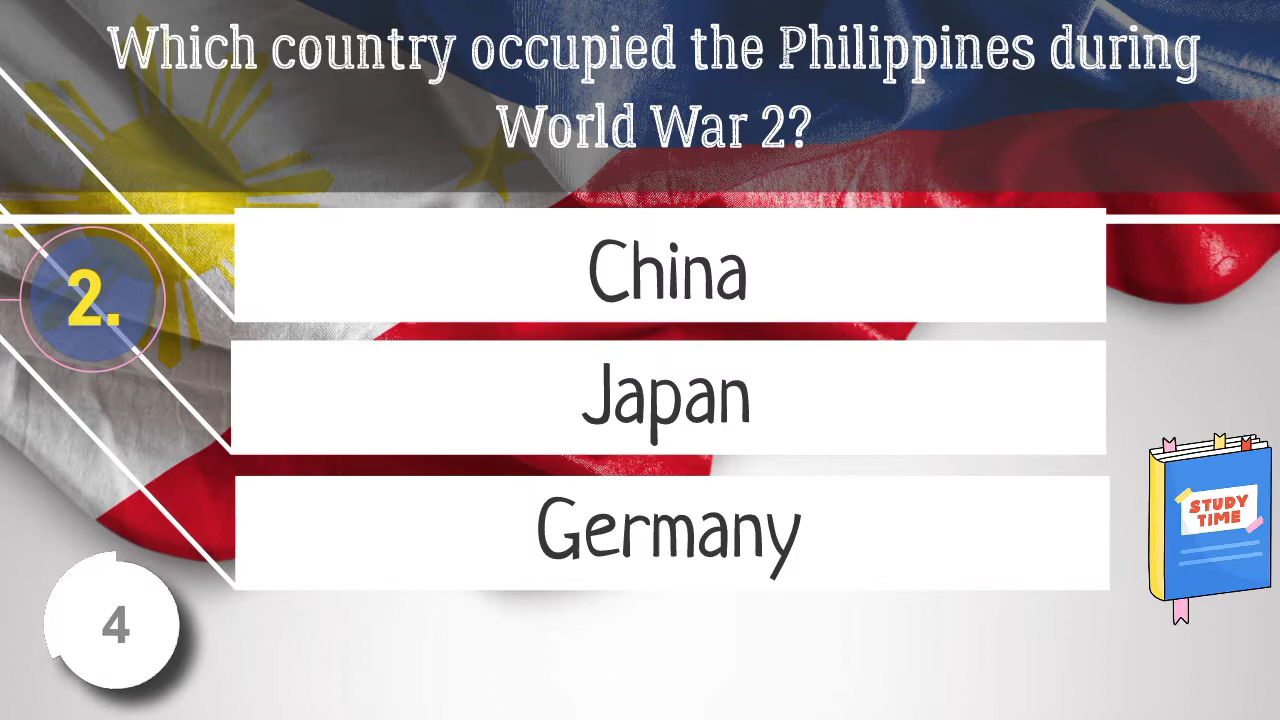 Which country occupied the Philippines during
World War 2?
2.
China
Japan
Germany
STUDY
TIME
4